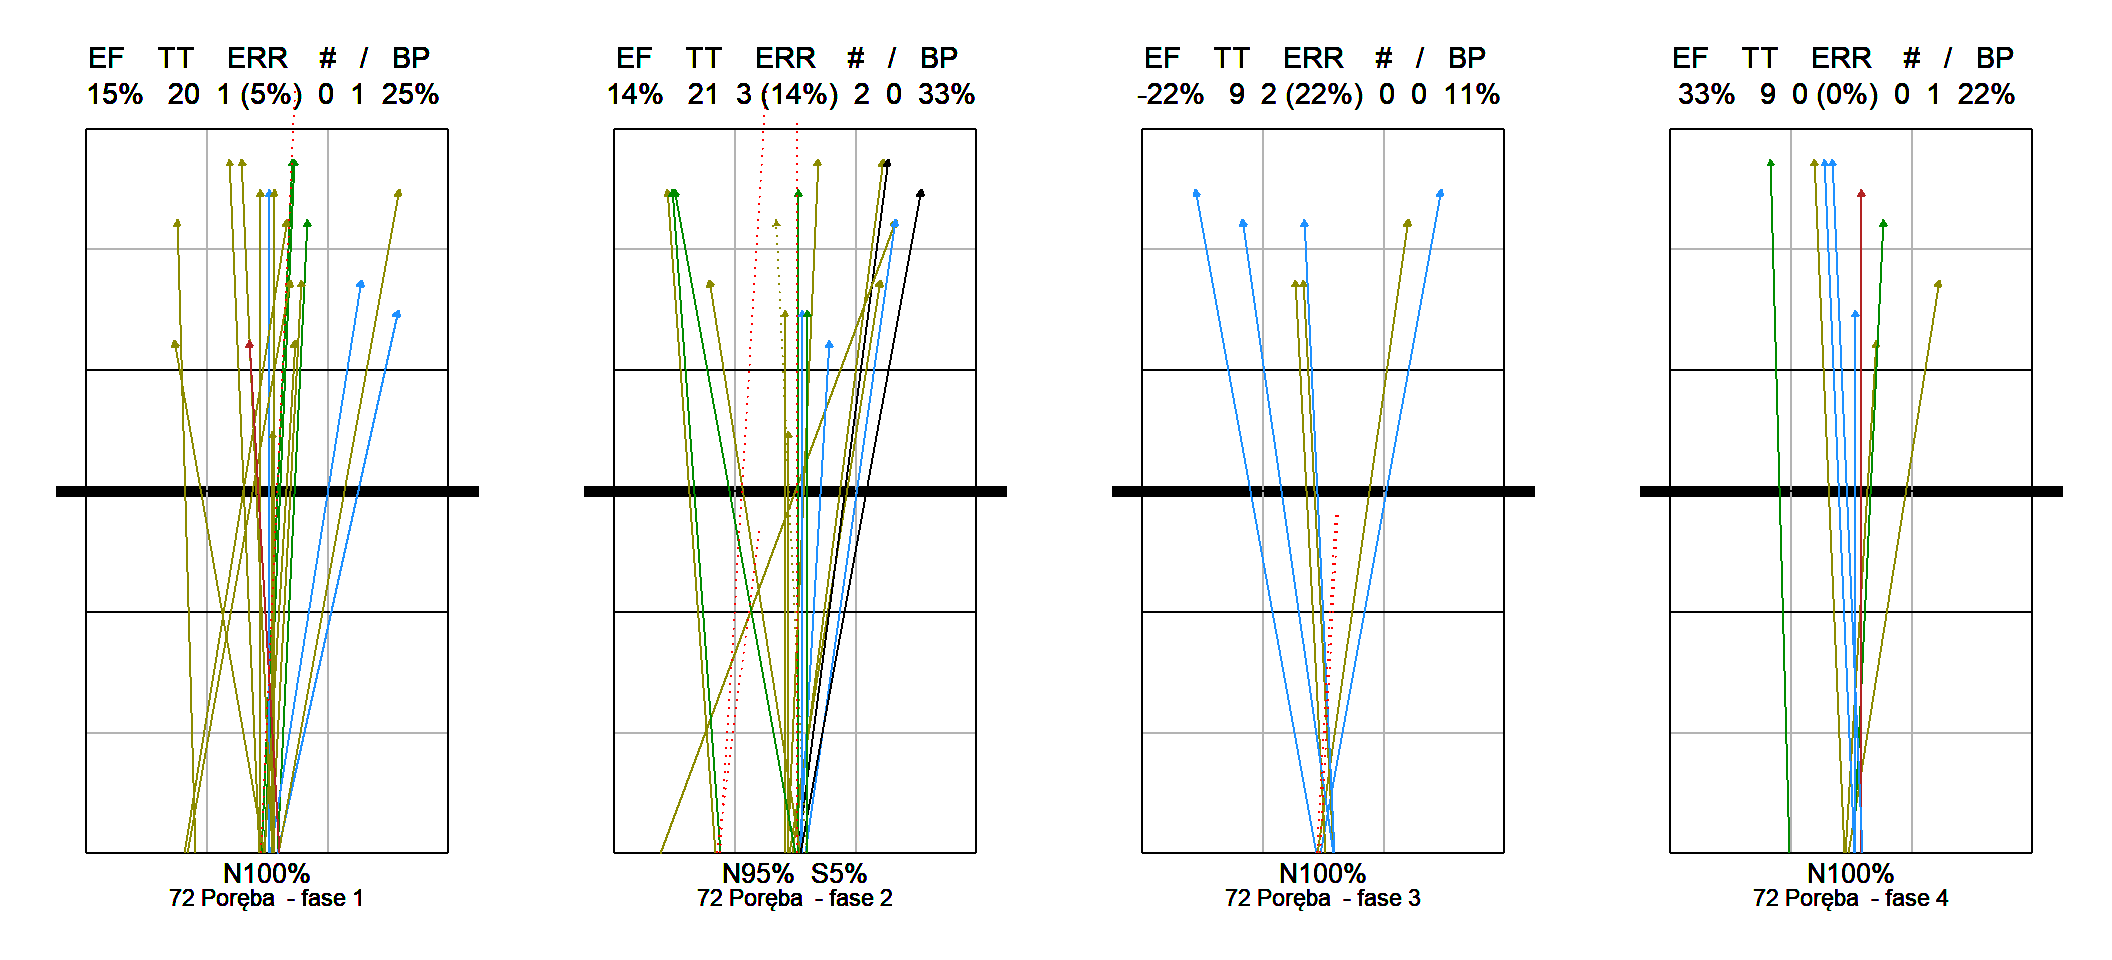 EF TT ERR # / BP
15% 20 1 (5%) 0 1 25%
N100%
72 Poręba - fase 1
EF TT ERR # / BP
14% 21 3 (14%) 2 0 33%
N95% S5%
72 Poręba - fase 2
EF TT ERR # / BP
-22% 9 2 (22%) 0 0 11%
N100%
72 Poręba - fase 3
EF TT ERR # / BP
33% 9 0 (0%) 0 1 22%
N100%
72 Poręba - fase 4